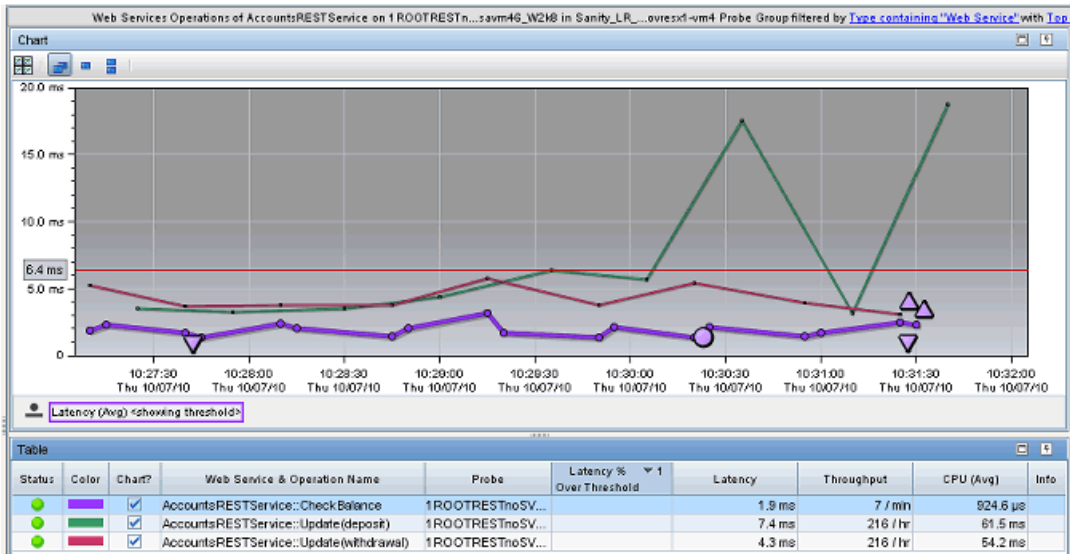 Web Services Operations of AccountsRESTService on 1ROOTRESTn...savm46_W2k8 in Sanity_LR_...ovresx1-vm4 Probe Group filtered by Type containing "Web Service" with Top
Chart
20.0 ms
15.0 ms
10.0 ms
6.4 ms
5.0 ms
0
10:27:30 10:28:00 10:28:30 10:29:00 10:29:30 10:30:00 10:30:30 10:31:00 10:31:30 10:32:00
Thu 10/07/10 Thu 10/07/10 Thu 10/07/10 Thu 10/07/10 Thu 10/07/10 Thu 10/07/10 Thu 10/07/10 Thu 10/07/10 Thu 10/07/10 Thu 10/07/10
Latency (Avg) <showing threshold>
Table
Status Color Chart? Web Service & Operation Name Probe Latency % Over Threshold 1 Latency Throughput CPU (Avg) Info
AccountsRESTService::CheckBalance 1ROOTRESTnoSV... 1.9 ms 7 / min 924.6 µs
AccountsRESTService::Update(deposit) 1ROOTRESTnoSV... 7.4 ms 216 / hr 61.5 ms
AccountsRESTService::Update(withdrawal) 1ROOTRESTnoSV... 4.3 ms 216 / hr 54.2 ms